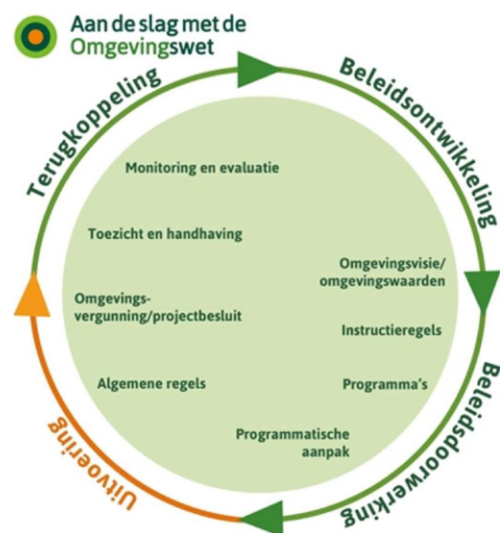 Aan de slag met de
Omgevingswet
Terugkoppeling
Beleidsontwikkeling
Monitoring en evaluatie
Toezicht en handhaving
Omgevingsvisie/
omgevingswaarden
Omgevings-
vergunning/projectbesluit
Instructieregels
Algemene regels
Programma's
Programmatische
aanpak
Uitvoering
Beleidsdoorwerking